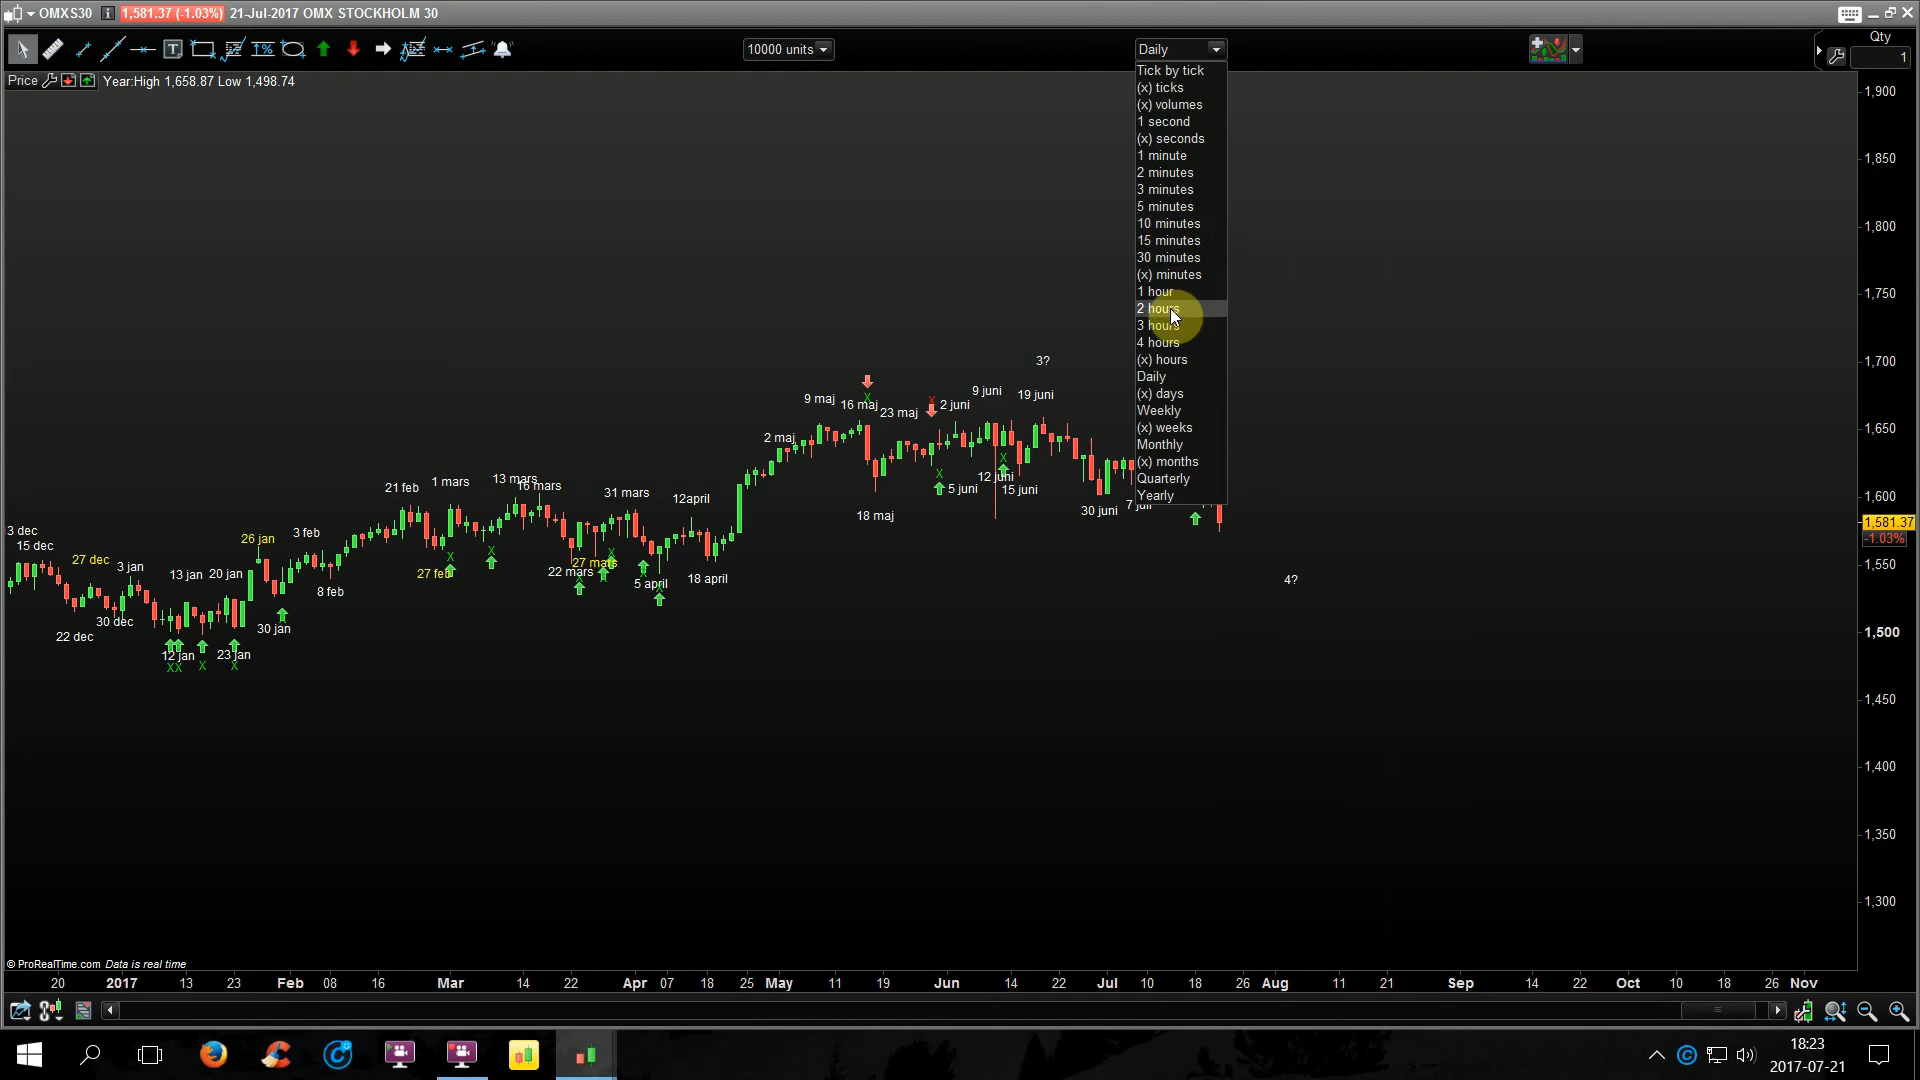 OMXS30 1,581.37 (-1.03%) 21-Jul-2017 OMX STOCKHOLM 30
10000 units
Daily
Qty
1
Price Year:High 1,658.87 Low 1,498.74
Tick by tick
(x) ticks
(x) volumes
1 second
(x) seconds
1 minute
2 minutes
3 minutes
5 minutes
10 minutes
15 minutes
30 minutes
(x) minutes
1 hour
2 hours
3 hours
4 hours
(x) hours
Daily
(x) days
Weekly
(x) weeks
Monthly
(x) months
Quarterly
Yearly
1,900
1,850
1,800
1,750
1,700
1,650
1,600
1,581.37
-1.03%
1,550
1,500
1,450
1,400
1,350
1,300
3?
9 juni
19 juni
9 maj
16 maj
X
23 maj
X
2 juni
2 maj
X
X
5 juni
12 juni
15 juni
18 maj
30 juni
4?
21 feb
1 mars
13 mars
16 mars
31 mars
12april
3 dec
15 dec
27 dec
3 jan
13 jan
20 jan
26 jan
3 feb
8 feb
X
27 feb
X
22 mars
27 mars
X
5 april
18 april
22 dec
30 dec
12 jan
XX
X
23 jan
X
30 jan
© ProRealTime.com Data is real time
20 2017 13 23 Feb 08 16 Mar 14 22 Apr 07 18 25 May 11 19 Jun 14 22 Jul 10 18 26 Aug 11 21 Sep 14 22 Oct 10 18 26 Nov
18:23
2017-07-21